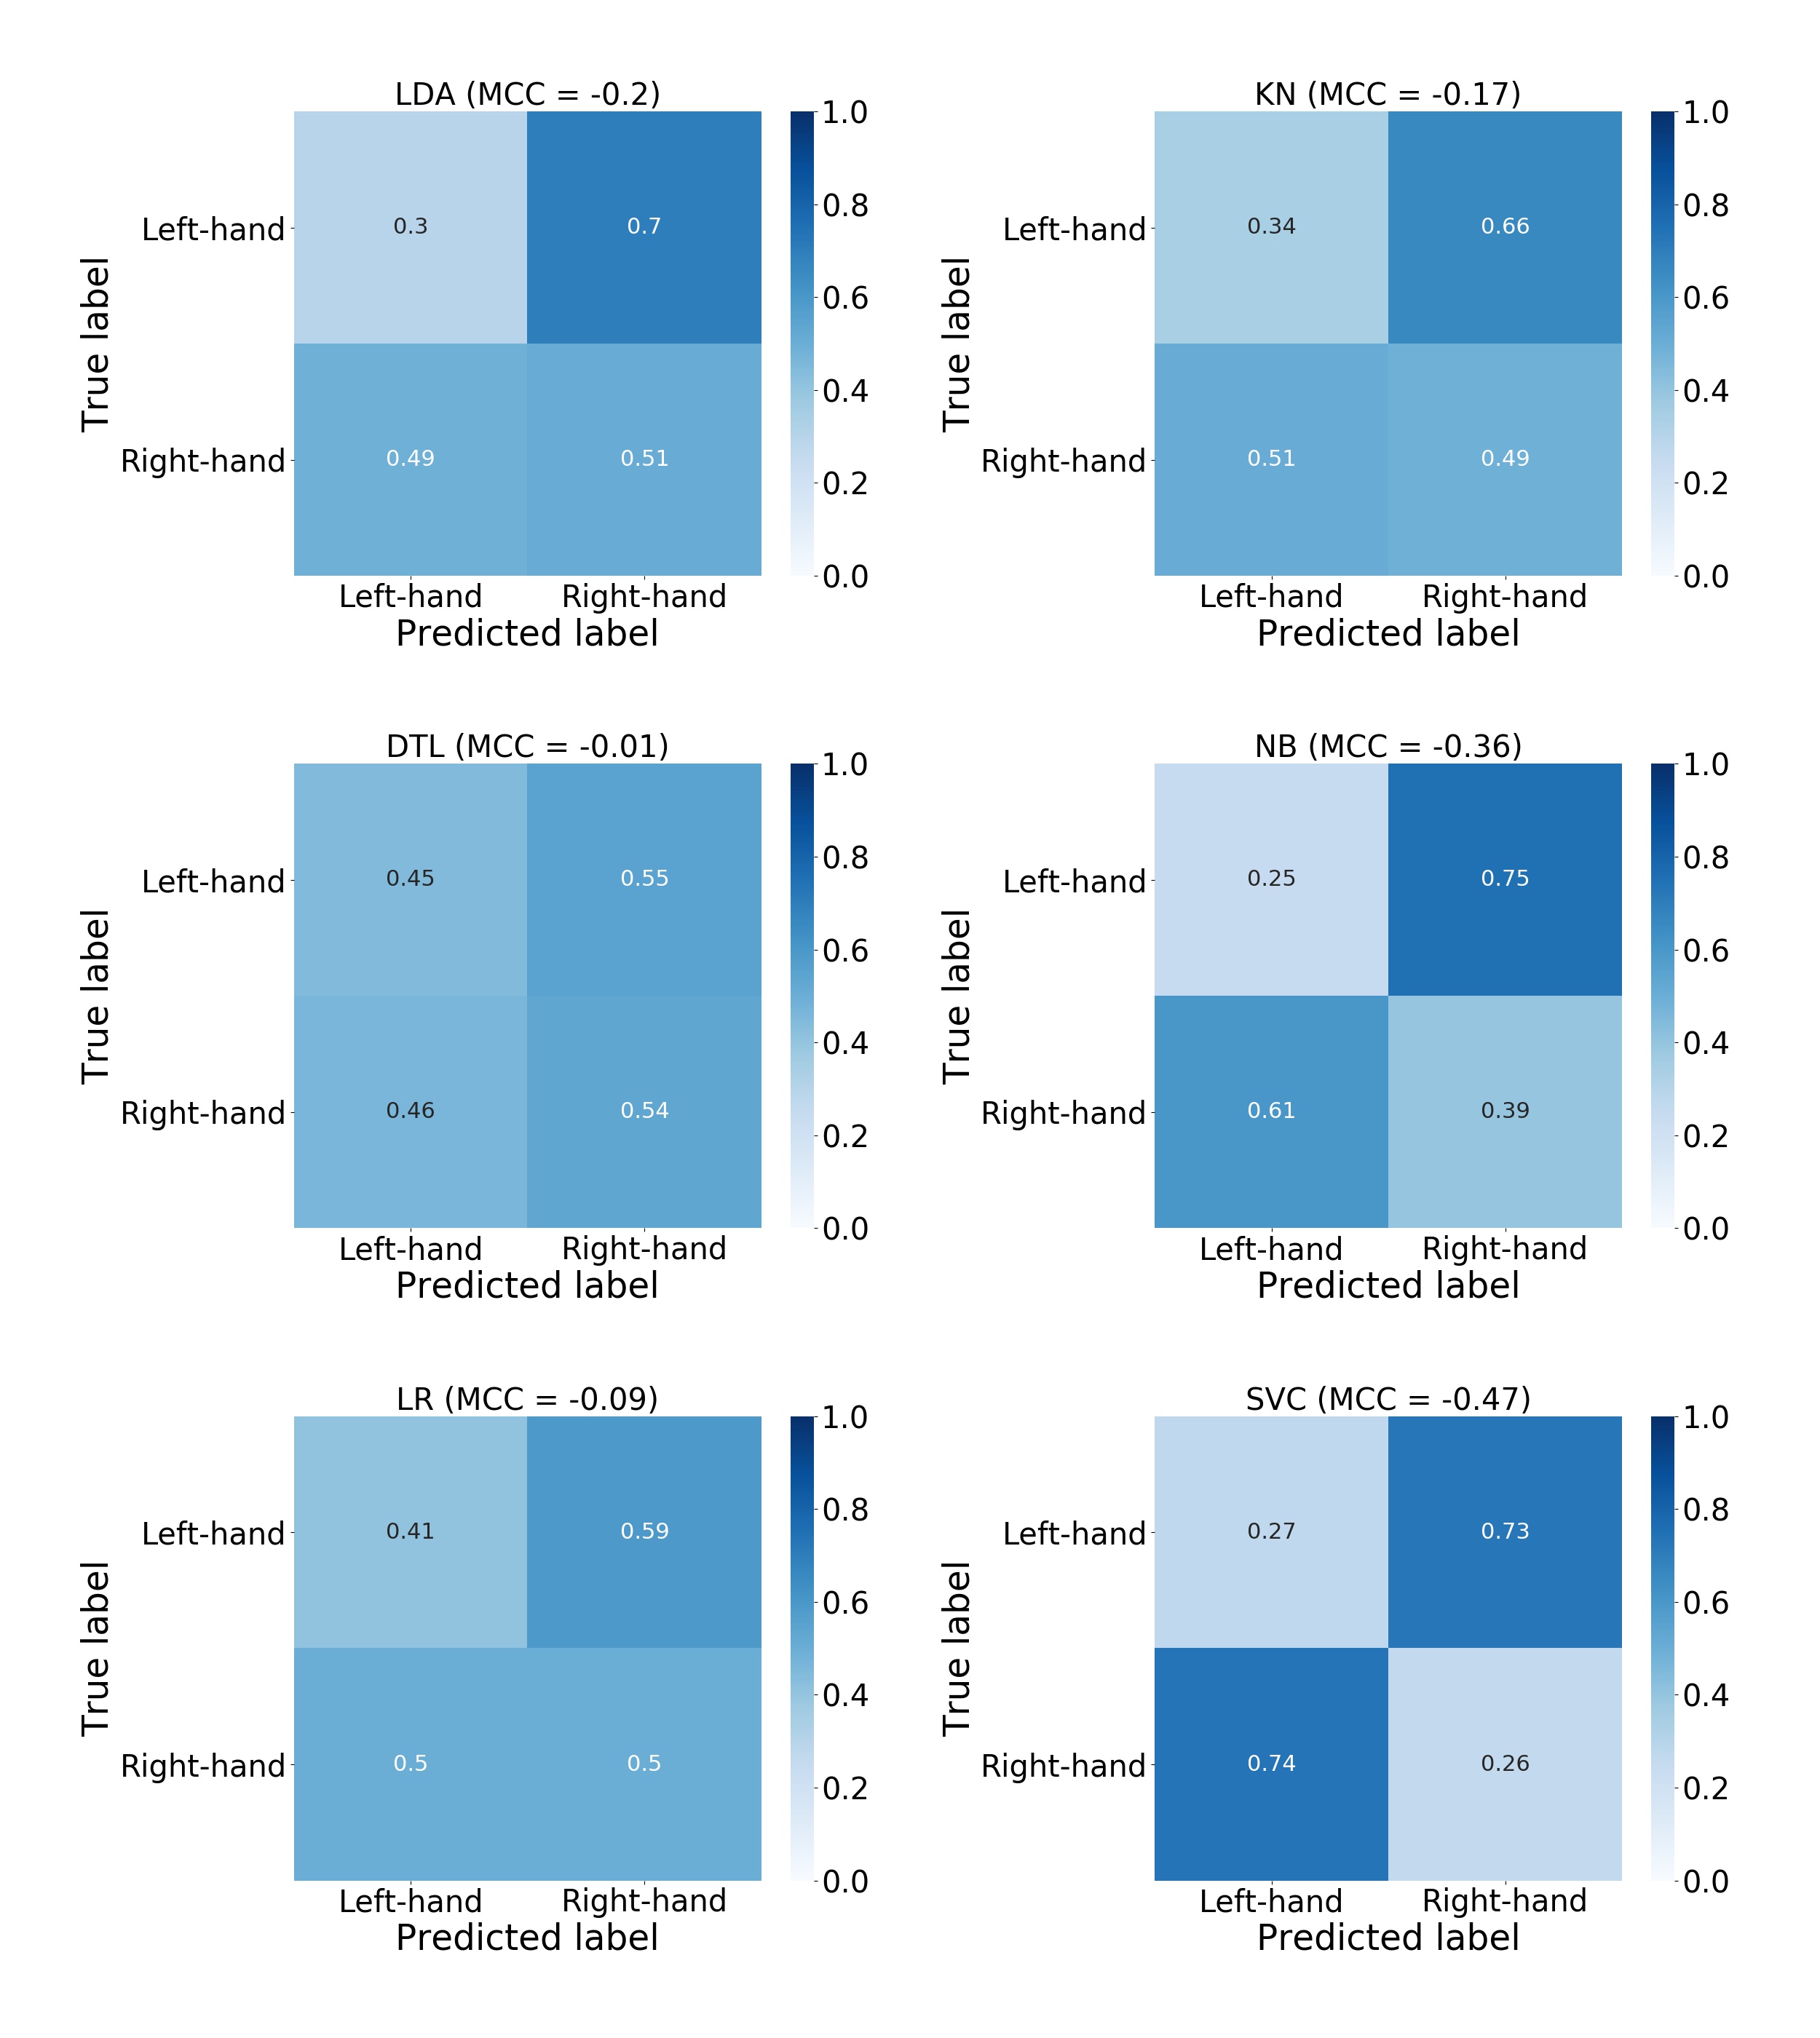 LDA (MCC = -0.2)
1.0
0.8
0.6
0.4
0.2
0.0
True label
Left-hand
Right-hand
0.3 0.7
0.49 0.51
Left-hand Right-hand
Predicted label
KN (MCC = -0.17)
1.0
0.8
0.6
0.4
0.2
0.0
True label
Left-hand
Right-hand
0.34 0.66
0.51 0.49
Left-hand Right-hand
Predicted label
DTL (MCC = -0.01)
1.0
0.8
0.6
0.4
0.2
0.0
True label
Left-hand
Right-hand
0.45 0.55
0.46 0.54
Left-hand Right-hand
Predicted label
NB (MCC = -0.36)
1.0
0.8
0.6
0.4
0.2
0.0
True label
Left-hand
Right-hand
0.25 0.75
0.61 0.39
Left-hand Right-hand
Predicted label
LR (MCC = -0.09)
1.0
0.8
0.6
0.4
0.2
0.0
True label
Left-hand
Right-hand
0.41 0.59
0.5 0.5
Left-hand Right-hand
Predicted label
SVC (MCC = -0.47)
1.0
0.8
0.6
0.4
0.2
0.0
True label
Left-hand
Right-hand
0.27 0.73
0.74 0.26
Left-hand Right-hand
Predicted label